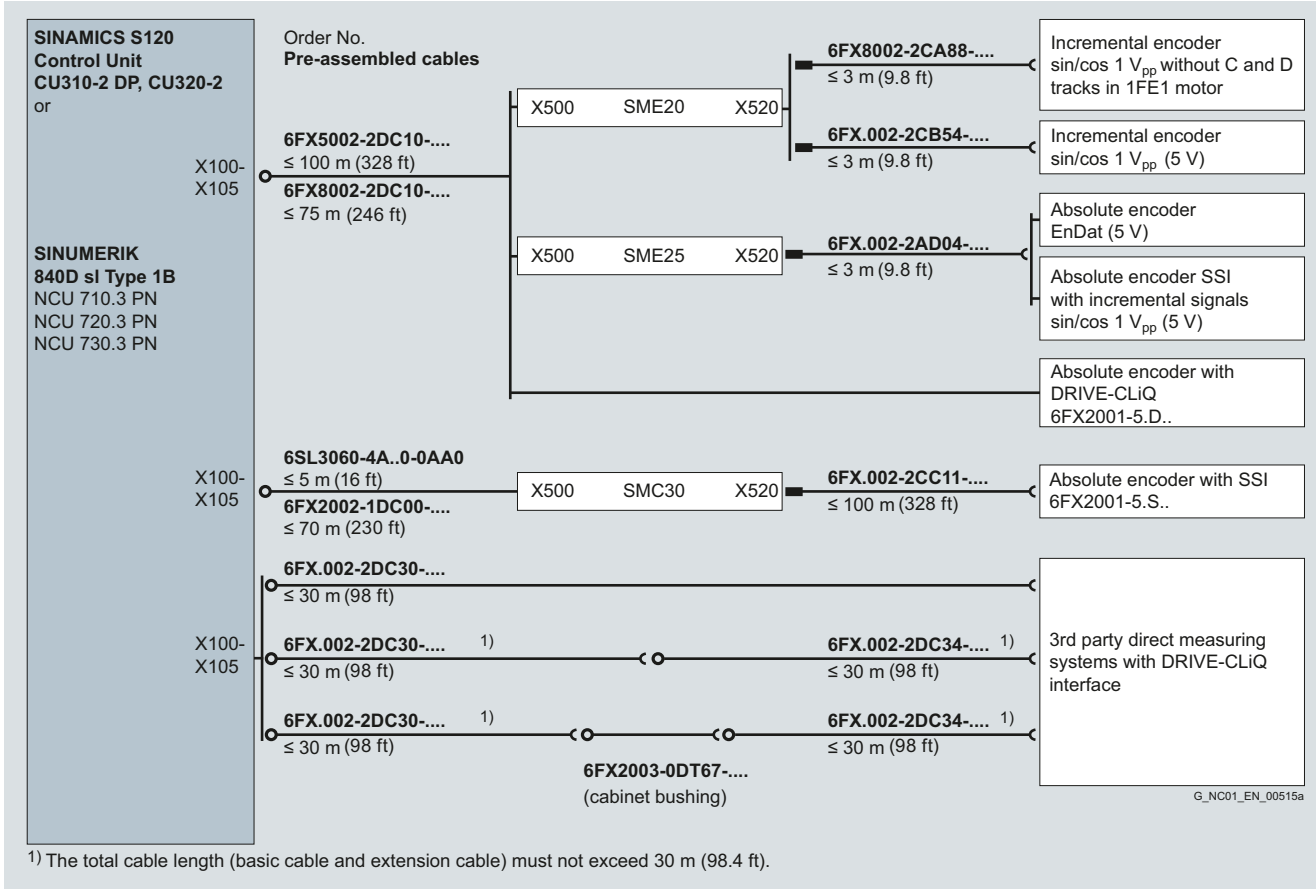 SINAMICS S120
Control Unit
CU310-2 DP, CU320-2
or
X100-
X105
SINUMERIK
840D sl Type 1B
NCU 710.3 PN
NCU 720.3 PN
NCU 730.3 PN
X100-
X105
X100-
X105
Order No.
Pre-assembled cables
6FX5002-2DC10-....
≤ 100 m (328 ft)
6FX8002-2DC10-....
≤ 75 m (246 ft)
X500 SME20 X520
6FX8002-2CA88-....
≤ 3 m (9.8 ft)
Incremental encoder
sin/cos 1 Vpp without C and D
tracks in 1FE1 motor
6FX.002-2CB54-....
≤ 3 m (9.8 ft)
Incremental encoder
sin/cos 1 Vpp (5 V)
X500 SME25 X520
6FX.002-2AD04-....
≤ 3 m (9.8 ft)
Absolute encoder
EnDat (5 V)
Absolute encoder SSI
with incremental signals
sin/cos 1 Vpp (5 V)
Absolute encoder with
DRIVE-CLiQ
6FX2001-5.D..
6SL3060-4A..0-0AA0
≤ 5 m (16 ft)
6FX2002-1DC00-....
≤ 70 m (230 ft)
X500 SMC30 X520
6FX.002-2CC11-....
≤ 100 m (328 ft)
Absolute encoder with SSI
6FX2001-5.S..
6FX.002-2DC30-....
≤ 30 m (98 ft)
6FX.002-2DC30-.... 1)
≤ 30 m (98 ft)
6FX.002-2DC34-.... 1)
≤ 30 m (98 ft)
6FX.002-2DC30-.... 1)
≤ 30 m (98 ft)
6FX2003-0DT67-....
(cabinet bushing)
6FX.002-2DC34-.... 1)
≤ 30 m (98 ft)
3rd party direct measuring
systems with DRIVE-CLiQ
interface
G_NC01_EN_00515a
1) The total cable length (basic cable and extension cable) must not exceed 30 m (98.4 ft).